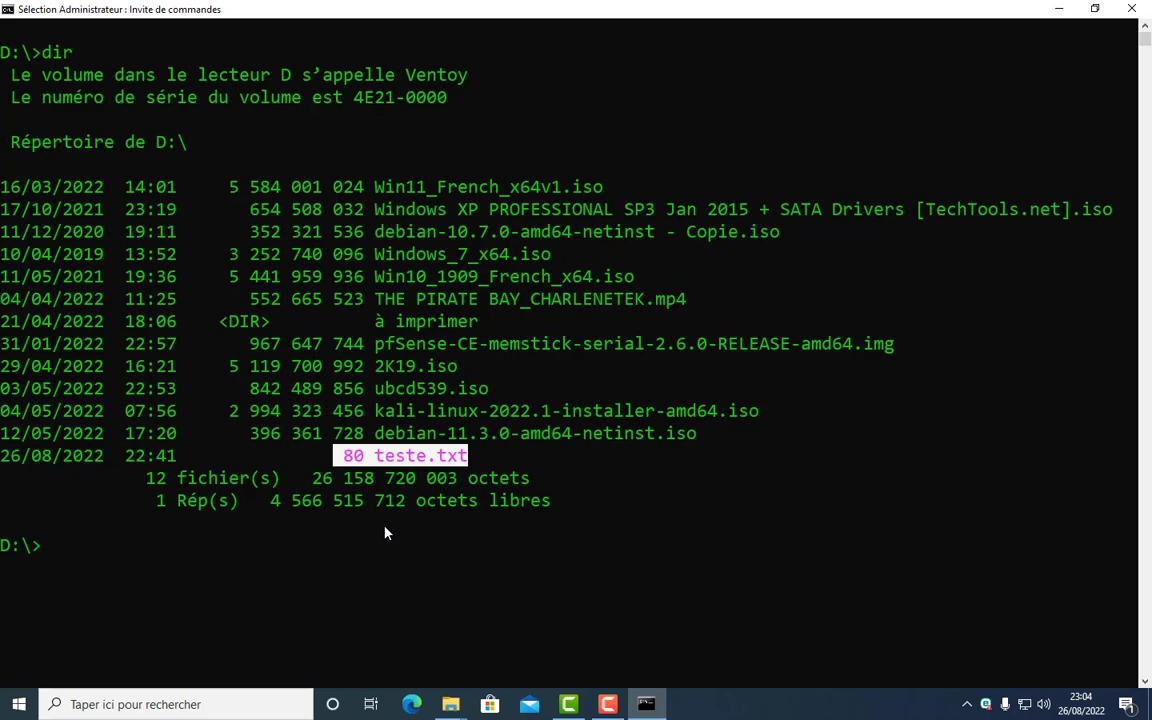 Sélection Administrateur : Invite de commandes
D:\>dir
Le volume dans le lecteur D s’appelle Ventoy
Le numéro de série du volume est 4E21-0000
Répertoire de D:\
16/03/2022 14:01 5 584 001 024 Win11_French_x64v1.iso
17/10/2021 23:19 654 508 032 Windows XP PROFESSIONAL SP3 Jan 2015 + SATA Drivers [TechTools.net].iso
11/12/2020 19:11 352 321 536 debian-10.7.0-amd64-netinst - Copie.iso
10/04/2019 13:52 3 252 740 096 Windows_7_x64.iso
11/05/2021 19:36 5 441 959 936 Win10_1909_French_x64.iso
04/04/2022 11:25 552 665 523 THE PIRATE BAY_CHARLENETEK.mp4
21/04/2022 18:06 <DIR> à imprimer
31/01/2022 22:57 967 647 744 pfSense-CE-memstick-serial-2.6.0-RELEASE-amd64.img
29/04/2022 16:21 5 119 700 992 2K19.iso
03/05/2022 22:53 842 489 856 ubcd539.iso
04/05/2022 07:56 2 994 323 456 kali-linux-2022.1-installer-amd64.iso
12/05/2022 17:20 396 361 728 debian-11.3.0-amd64-netinst.iso
26/08/2022 22:41 80 teste.txt
12 fichier(s) 26 158 720 003 octets
1 Rép(s) 4 566 515 712 octets libres
D:\>
Taper ici pour rechercher
23:04
26/08/2022
1